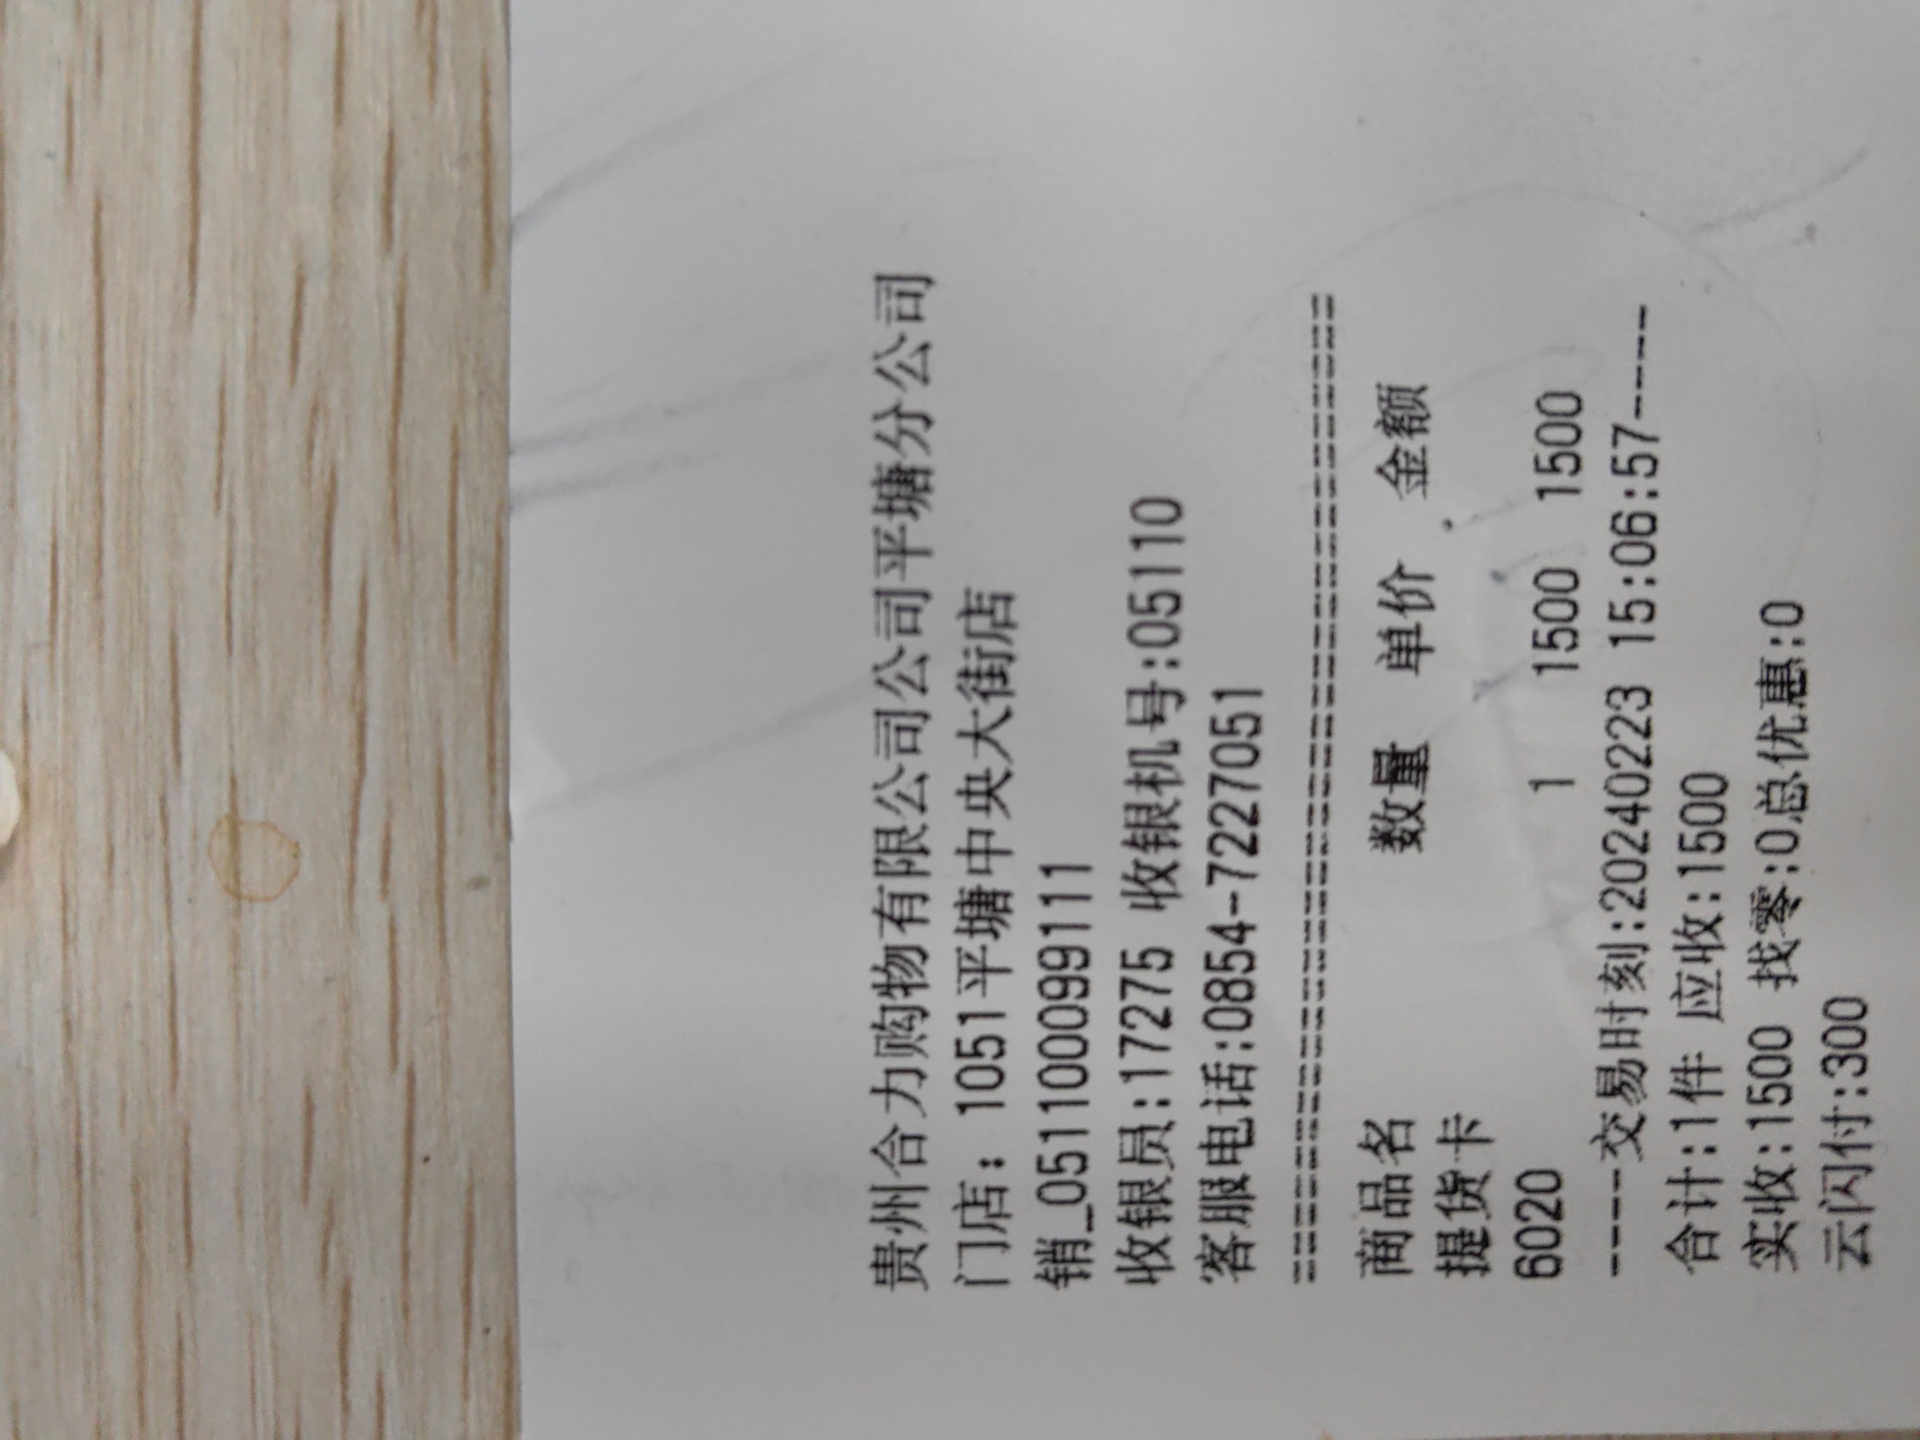 贵州合力购物有限公司公司平塘分公司
门店：1051平塘中央大街店
销_05110099111
收银员:17275 收银机号:05110
客服电话:0854-7227051
========================================
商品名 数量 单价 金额
提货卡
6020 1 1500 1500
----交易时刻:20240223 15:06:57-----
合计:1件 应收:1500
实收:1500 找零:0总优惠:0
云闪付:300